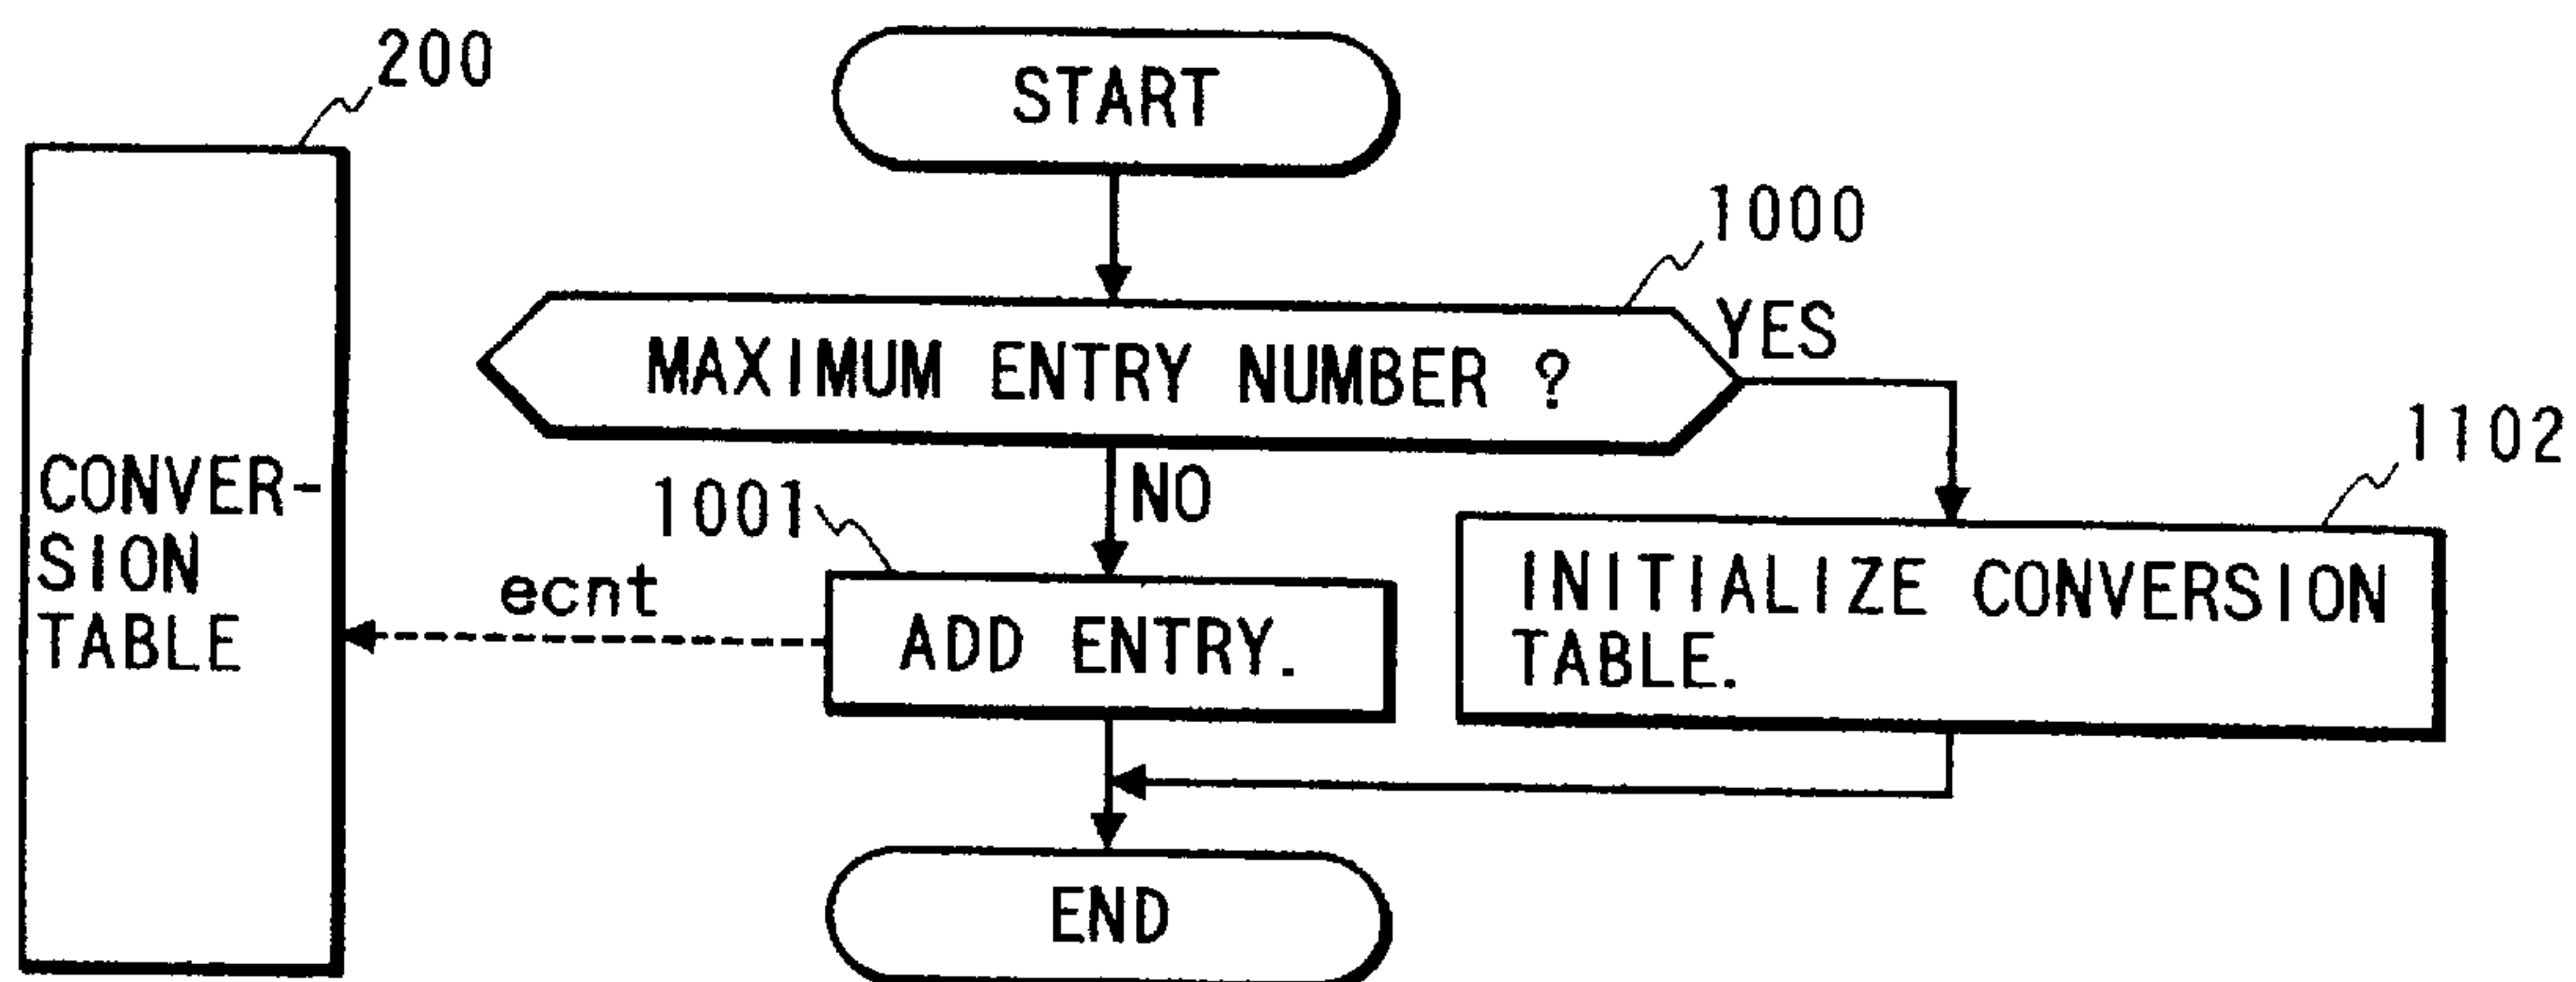 200
START
1000
MAXIMUM ENTRY NUMBER ?
YES
1102
CONVER-
SION
TABLE
1001
NO
ecnt
ADD ENTRY.
INITIALIZE CONVERSION
TABLE.
END